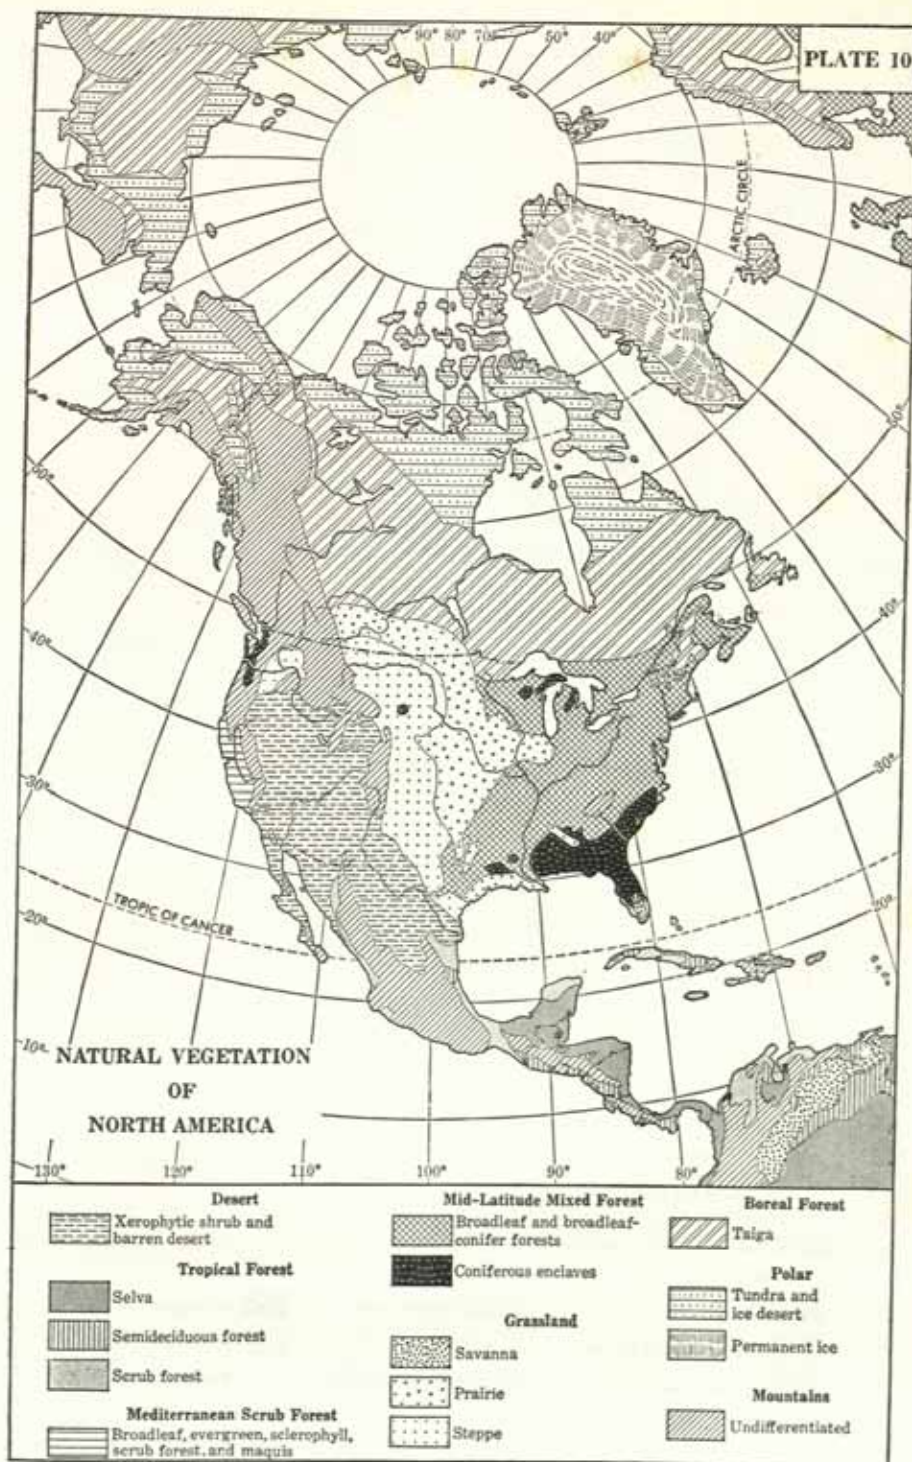 PLATE 10
90° 80° 70° 50° 40°
ARCTIC CIRCLE
50°
50°
40°
40°
30°
30°
TROPIC OF CANCER
20°
20°
10°
NATURAL VEGETATION
OF
NORTH AMERICA
130° 120° 110° 100° 90° 80°
Desert
Xerophytic shrub and
barren desert
Tropical Forest
Selva
Semideciduous forest
Scrub forest
Mediterranean Scrub Forest
Broadleaf, evergreen, sclerophyll,
scrub forest, and maquis
Mid-Latitude Mixed Forest
Broadleaf and broadleaf-
conifer forests
Coniferous enclaves
Grassland
Savanna
Prairie
Steppe
Boreal Forest
Taiga
Polar
Tundra and
ice desert
Permanent ice
Mountains
Undifferentiated